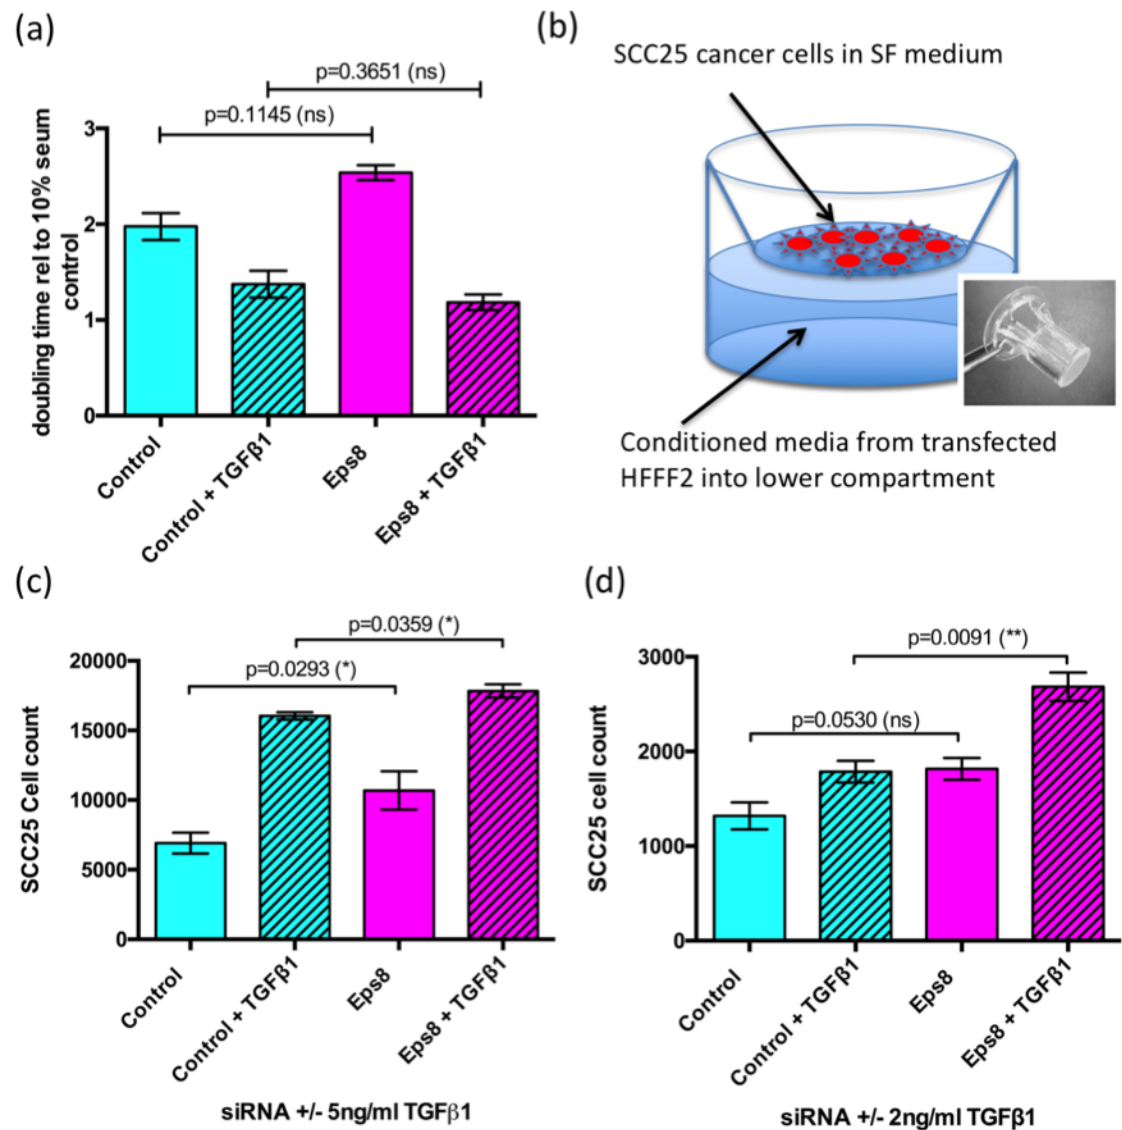 (a)
p=0.3651 (ns)
p=0.1145 (ns)
doubling time rel to 10% seum
control
3
2
1
0
Control
Control + TGFβ1
Eps8
Eps8 + TGFβ1
(b)
SCC25 cancer cells in SF medium
Conditioned media from transfected
HFFF2 into lower compartment
(c)
p=0.0359 (*)
p=0.0293 (*)
SCC25 Cell count
20000
15000
10000
5000
0
Control
Control + TGFβ1
Eps8
Eps8 + TGFβ1
siRNA +/- 5ng/ml TGFβ1
(d)
p=0.0091 (**)
p=0.0530 (ns)
SCC25 cell count
3000
2000
1000
0
Control
Control + TGFβ1
Eps8
Eps8 + TGFβ1
siRNA +/- 2ng/ml TGFβ1